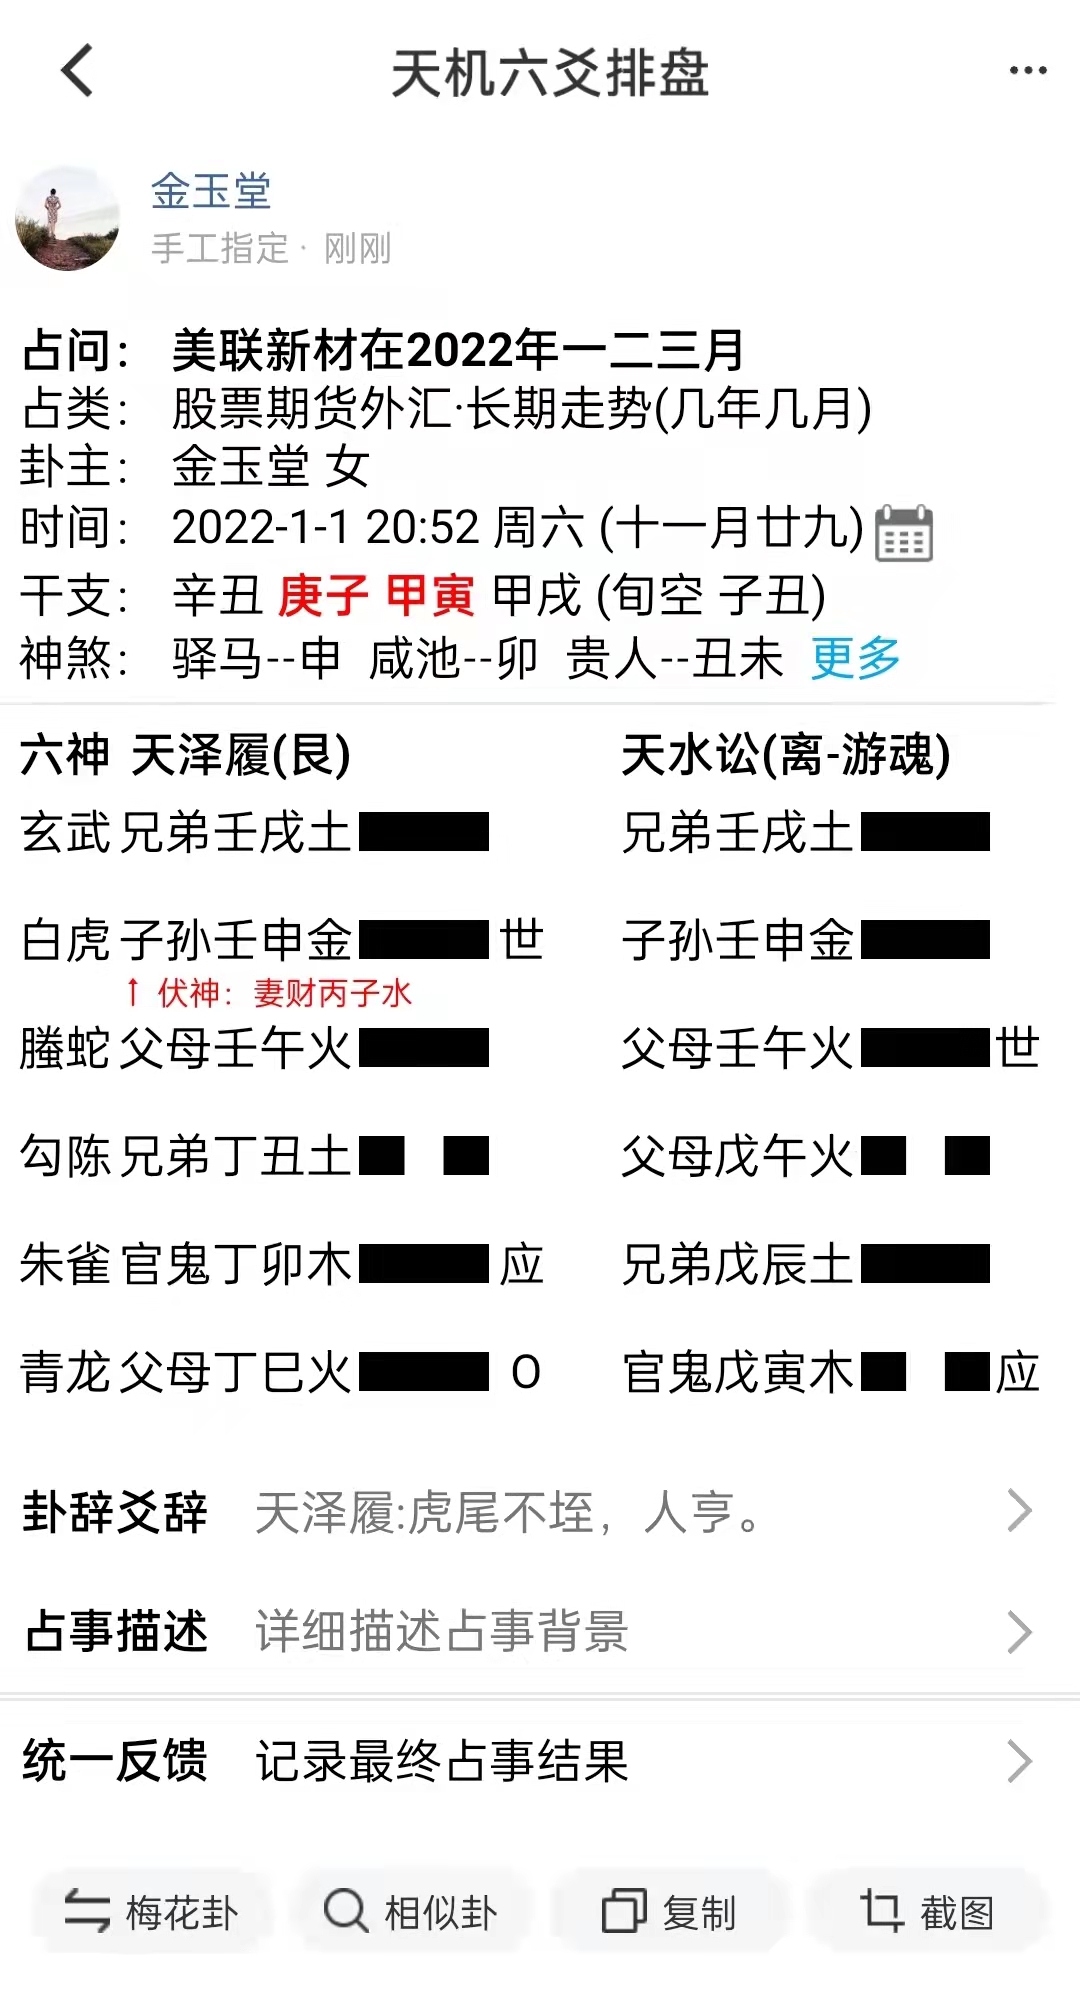 天机六爻排盘
金玉堂
手工指定· 刚刚
占问： 美联新材在2022年一二三月
占类： 股票期货外汇·长期走势(几年几月)
卦主： 金玉堂 女
时间： 2022-1-1 20:52 周六 (十一月廿九)
干支： 辛丑 庚子 甲寅 甲戌 (旬空 子丑)
神煞： 驿马--申 咸池--卯 贵人--丑未 更多
六神 天泽履(艮) 天水讼(离-游魂)
玄武 兄弟壬戌土 兄弟壬戌土
白虎 子孙壬申金 世 子孙壬申金
↑ 伏神：妻财丙子水
螣蛇 父母壬午火 父母壬午火 世
勾陈 兄弟丁丑土 父母戊午火
朱雀 官鬼丁卯木 应 兄弟戊辰土
青龙 父母丁巳火 O 官鬼戊寅木 应
卦辞爻辞 天泽履:虎尾不咥，人亨。
占事描述 详细描述占事背景
统一反馈 记录最终占事结果
梅花卦 相似卦 复制 截图